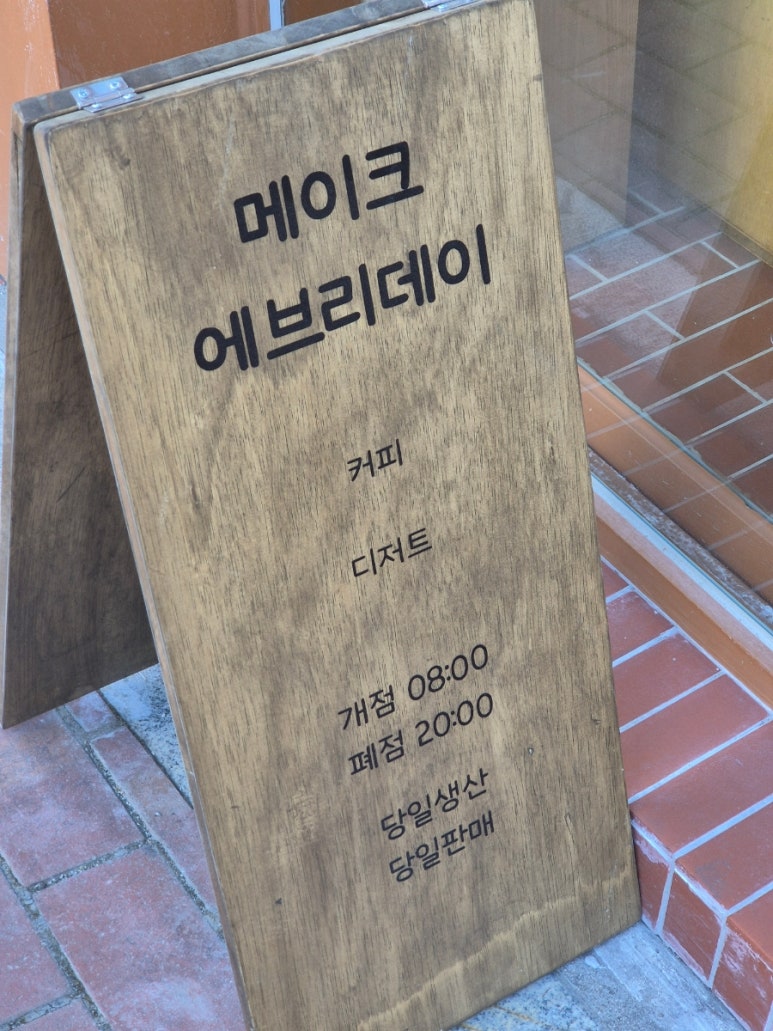 메이크
에브리데이
커피
디저트
개점 08:00
폐점 20:00
당일생산
당일판매